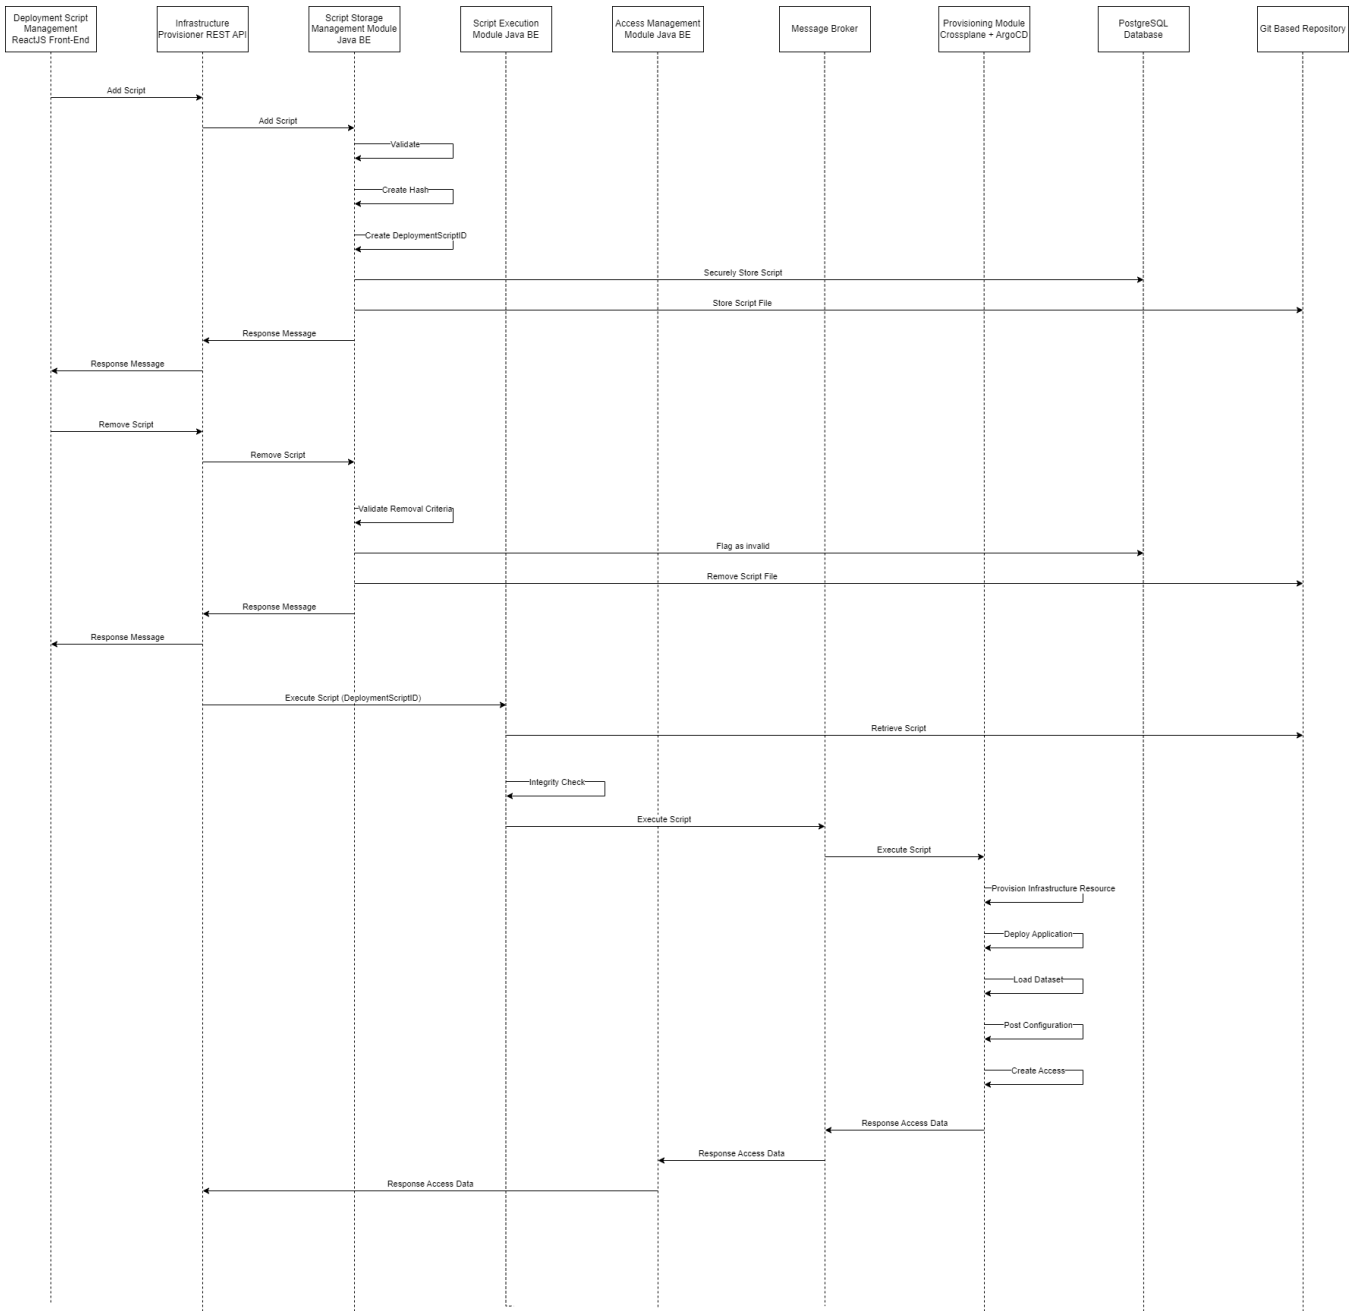 Deployment Script
Management
ReactJS Front-End
Infrastructure
Provisioner REST API
Script Storage
Management Module
Java BE
Script Execution
Module Java BE
Access Management
Module Java BE
Message Broker
Provisioning Module
Crossplane + ArgoCD
PostgreSQL
Database
Git Based Repository
Add Script
Add Script
Validate
Create Hash
Create DeploymentScriptID
Securely Store Script
Store Script File
Response Message
Response Message
Remove Script
Remove Script
Validate Removal Criteria
Flag as invalid
Remove Script File
Response Message
Response Message
Execute Script (DeploymentScriptID)
Retrieve Script
Integrity Check
Execute Script
Execute Script
Provision Infrastructure Resource
Deploy Application
Load Dataset
Post Configuration
Create Access
Response Access Data
Response Access Data
Response Access Data